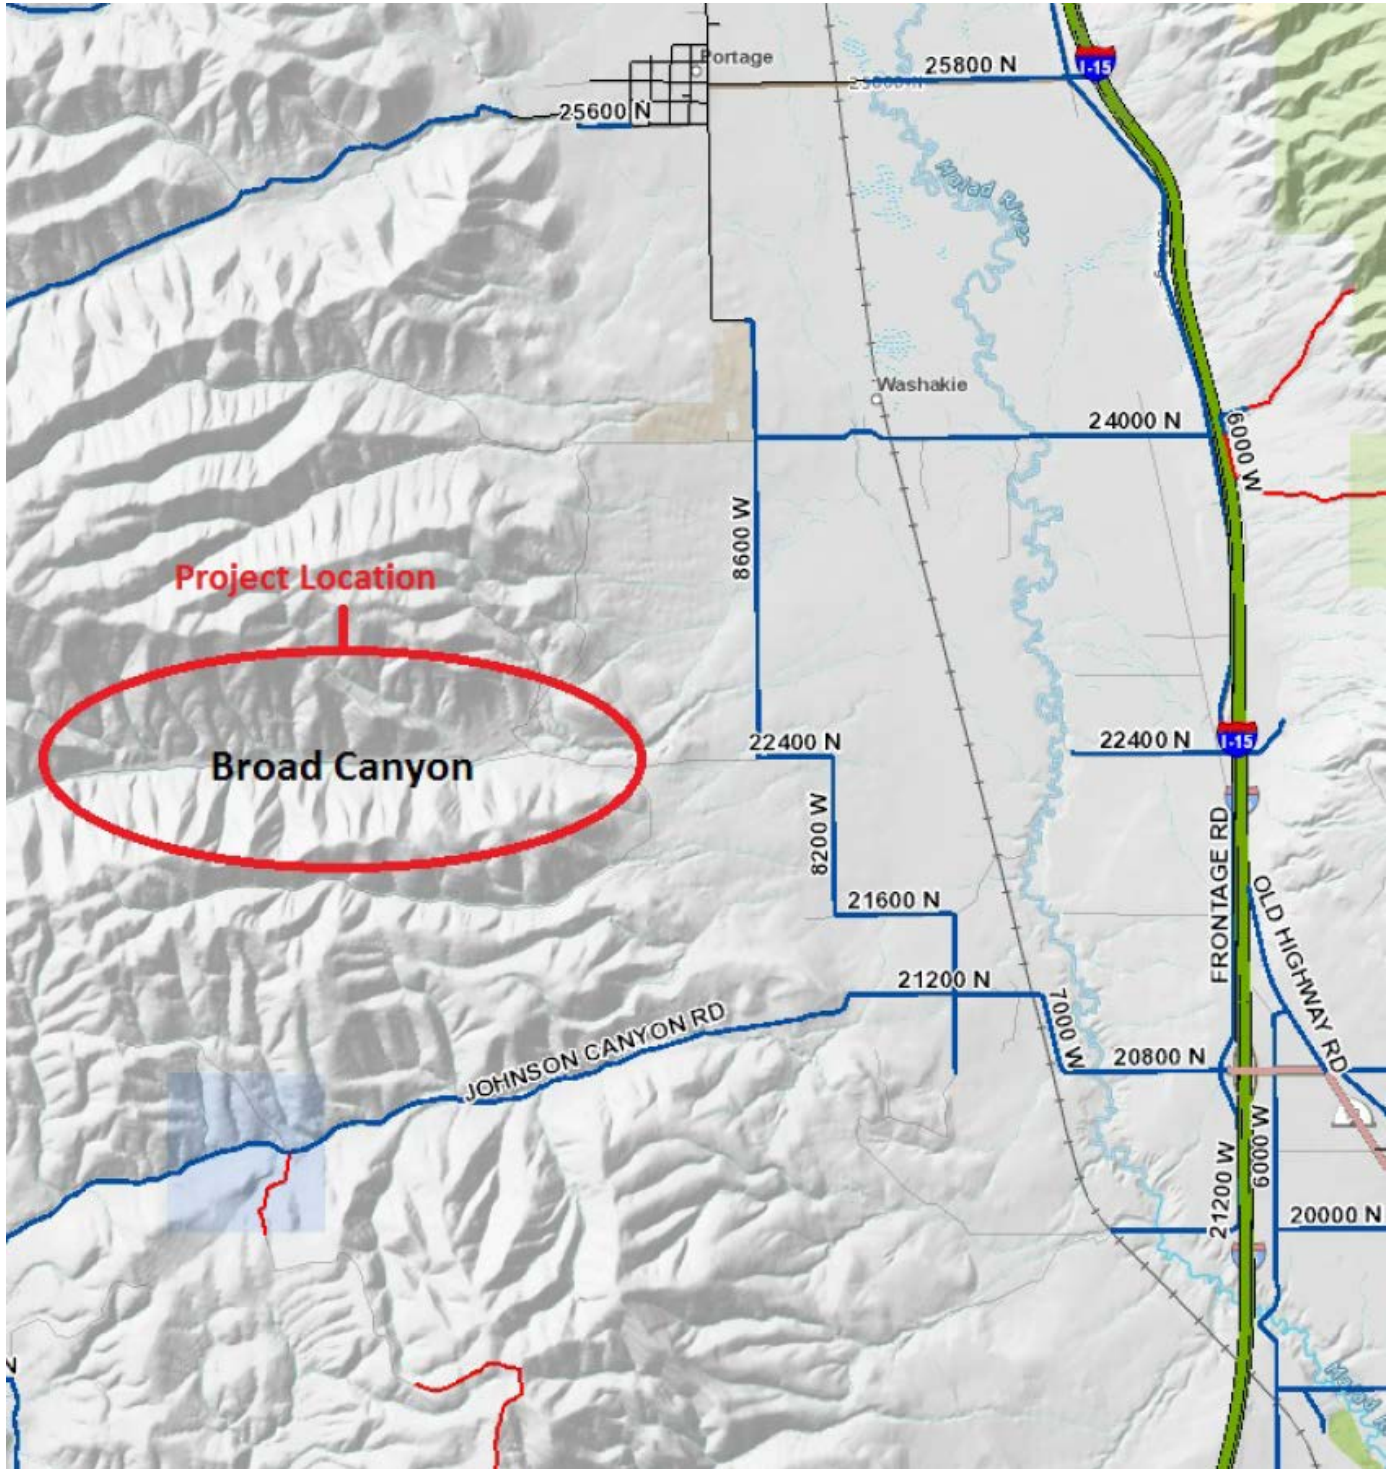 Portage
25800 N
I-15
25800 N
25600 N
Malad River
Washakie
24000 N
6000 W
8600 W
Project Location
Broad Canyon
22400 N
22400 N
I-15
8200 W
FRONTAGE RD
21600 N
OLD HIGHWAY RD
21200 N
7000 W
JOHNSON CANYON RD
20800 N
6000 W
21200 W
20000 N